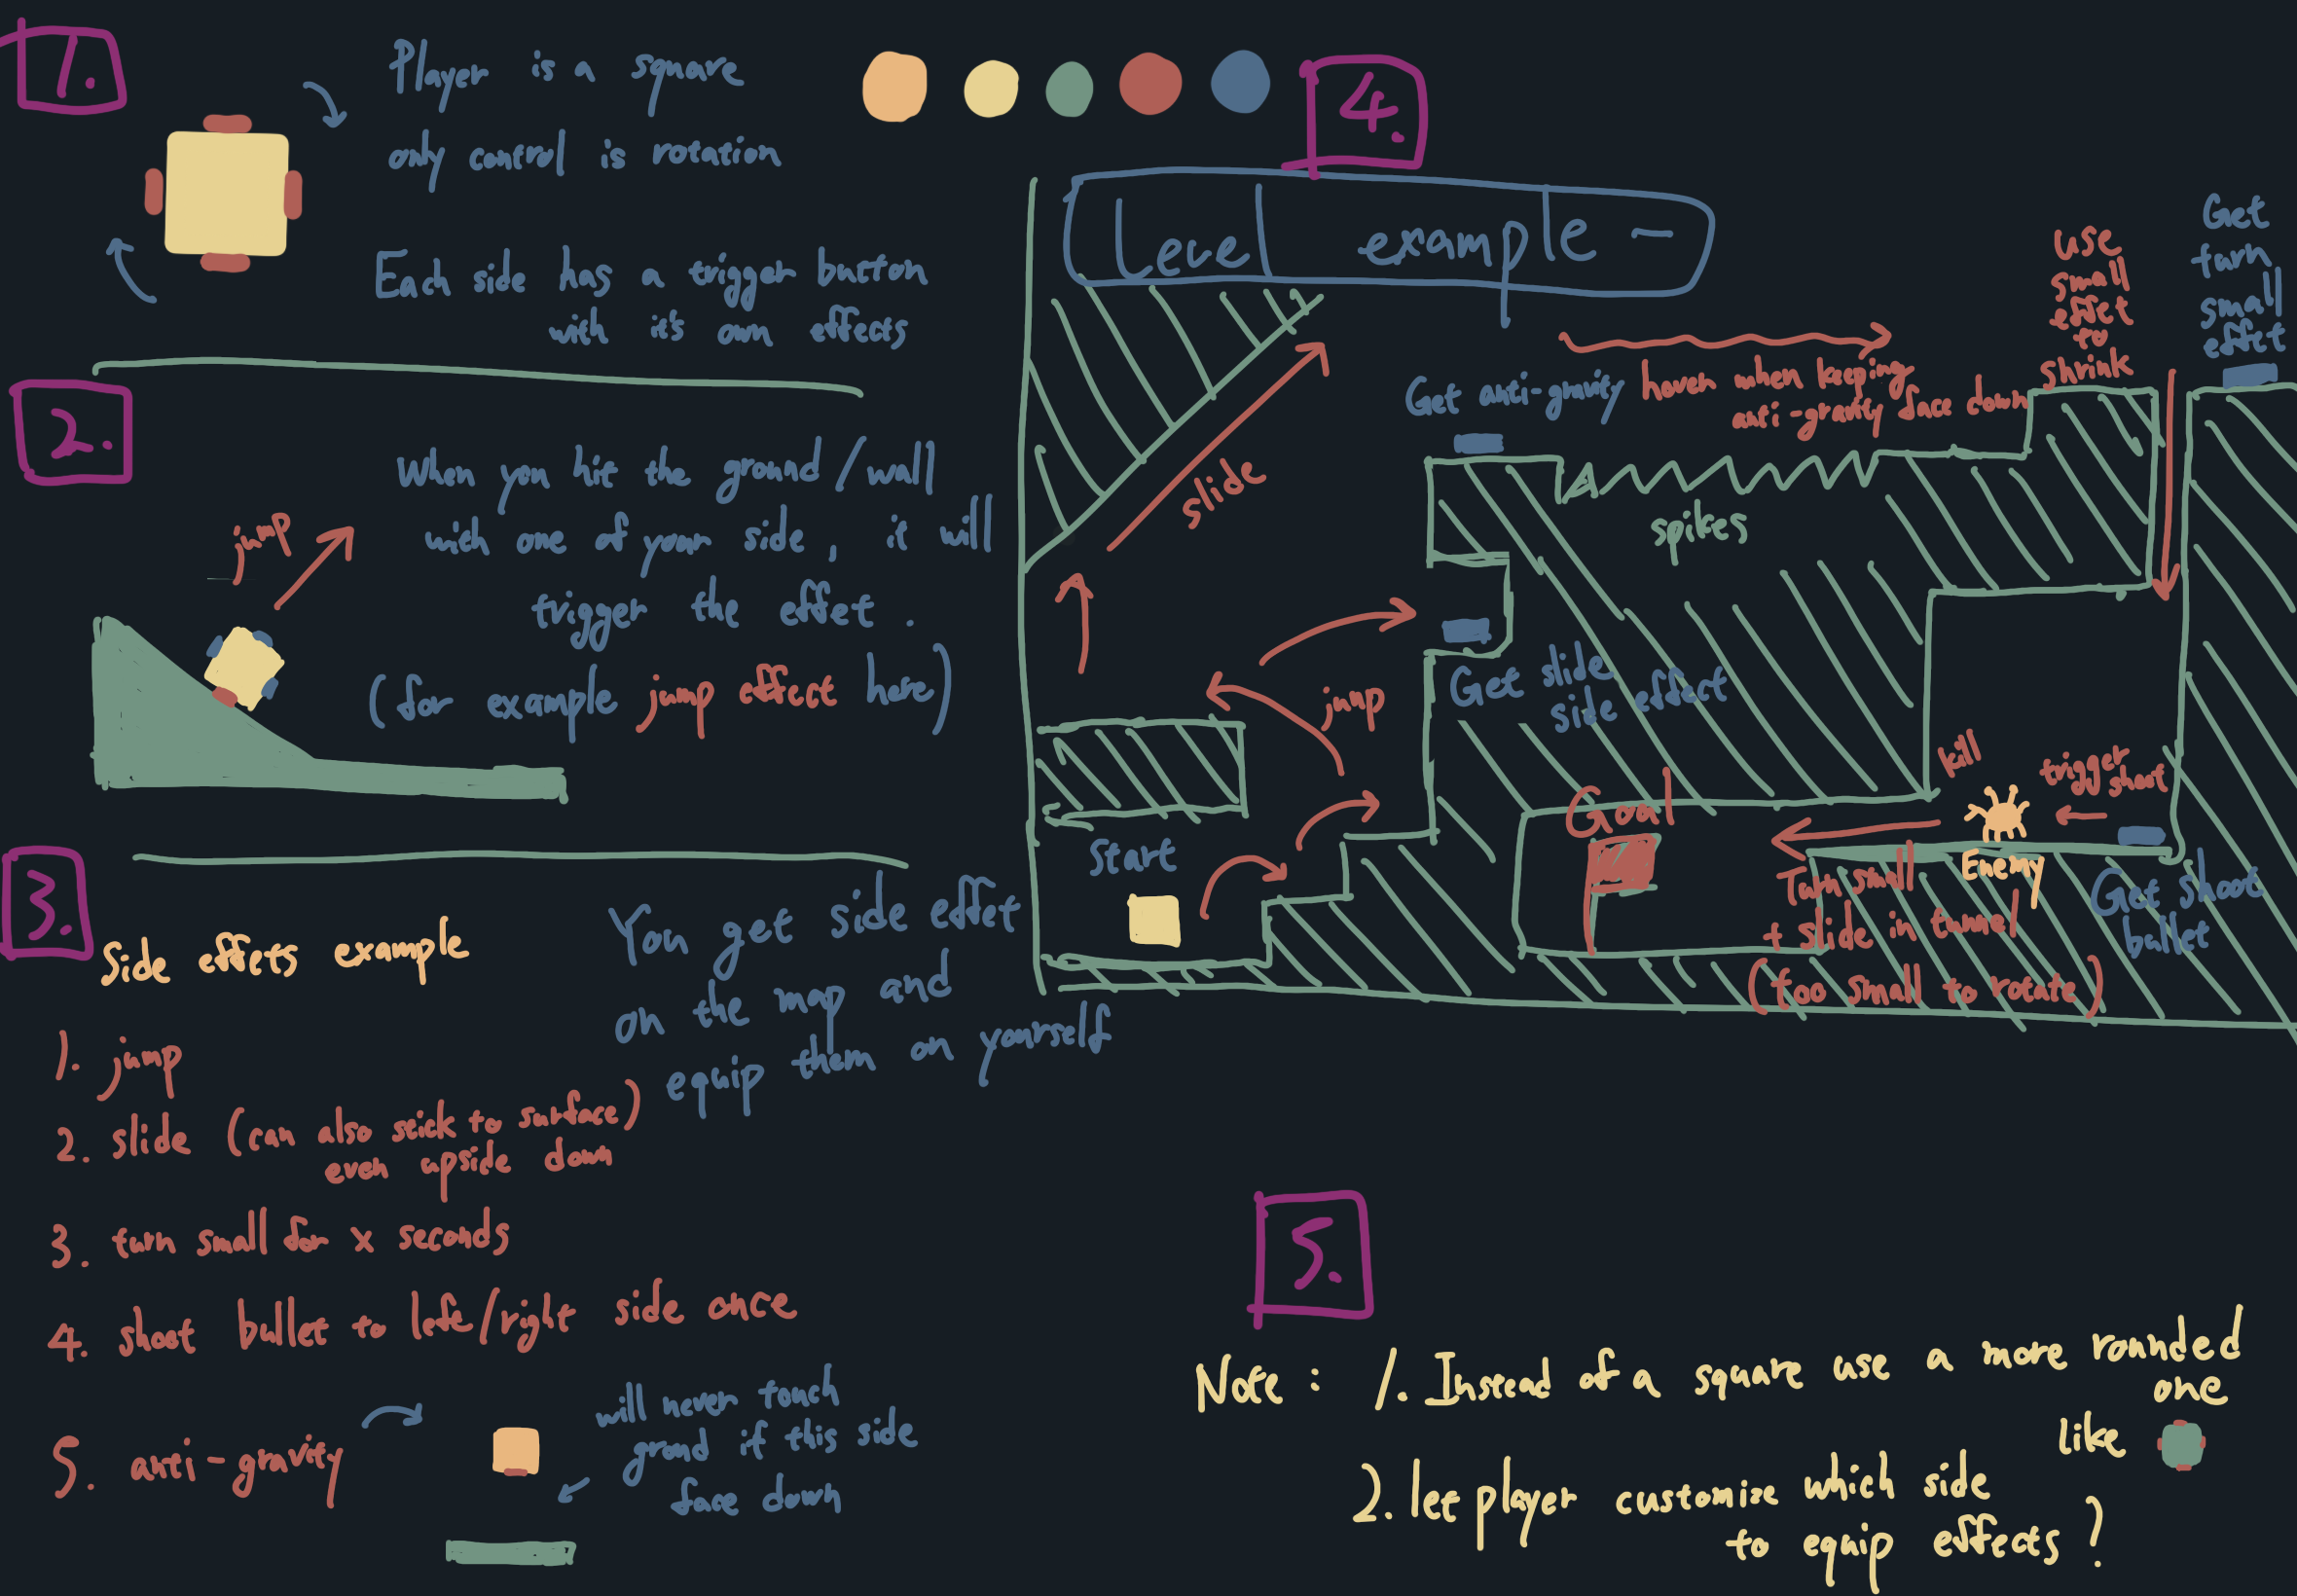 1.
Player is a square
only control is rotation
Each side has a trigger button
with it's own effects
2.
When you hit the ground/wall
with one of your side, it will
trigger the effet.
(for example jump effect here)
jmp
3.
Side effets example
You get side effet
on the map and
equip them on yourself
1. jimp
2. slide (can also stick to surface)
even upside down
3. turn small for x seconds
4. shoot bullet to left/right side once
5. anti-gravity
will never touch
ground if this side
face down
4.
Level example -
slide
Get anti-gravity
hover when keeping
anti-gravity face down
use
small
effet
to
shrink
Get
turn
small
effet
spikes
jmp
Get slide
side effect
Start
Goal
kill
trigger
shoot
Enemy
Turn small
+ slide in tunnel
(too small to rotate)
Get shoot
bullet
5.
Note: 1. Instead of a square use a more rounded
one
like
2. let player customize which side
to equip effects?